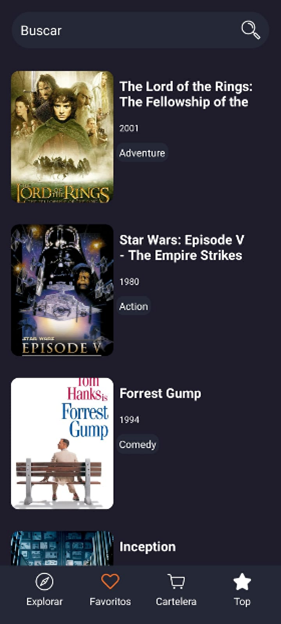 Buscar
THE
LORD OF THE RINGS
The Lord of the Rings:
The Fellowship of the
2001
Adventure
STAR WARS
EPISODE V
Star Wars: Episode V
- The Empire Strikes
1980
Action
Tom
Hanks is
Forrest
Gump
Forrest Gump
1994
Comedy
Inception
Explorar
Favoritos
Cartelera
Top